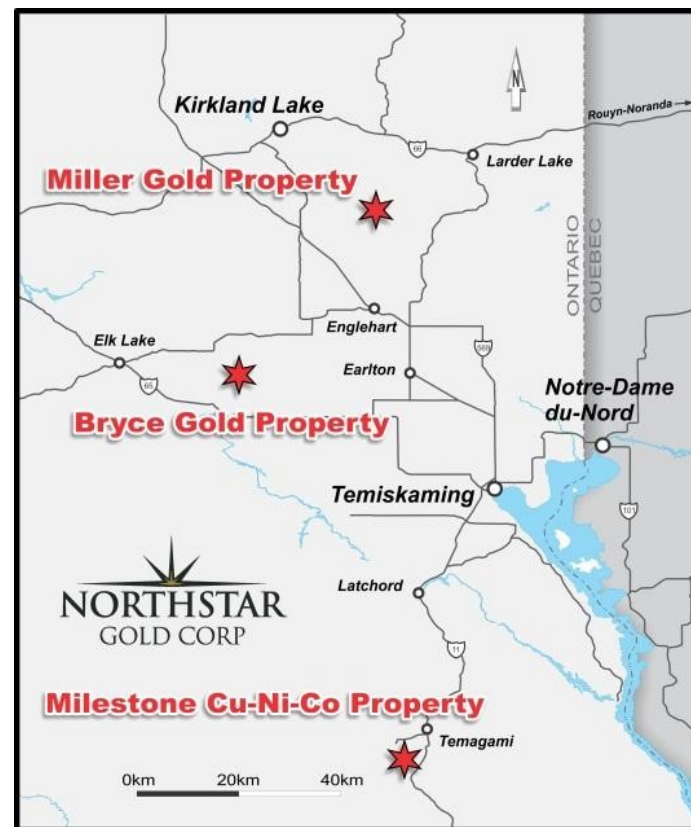 N
Kirkland Lake
Rouyn-Noranda
66
Larder Lake
Miller Gold Property
ONTARIO
QUEBEC
Englehart
Elk Lake
569
Earlton
65
Notre-Dame
du-Nord
Bryce Gold Property
Temiskaming
101
NORTHSTAR
GOLD CORP
Latchord
11
Milestone Cu-Ni-Co Property
Temagami
0km 20km 40km